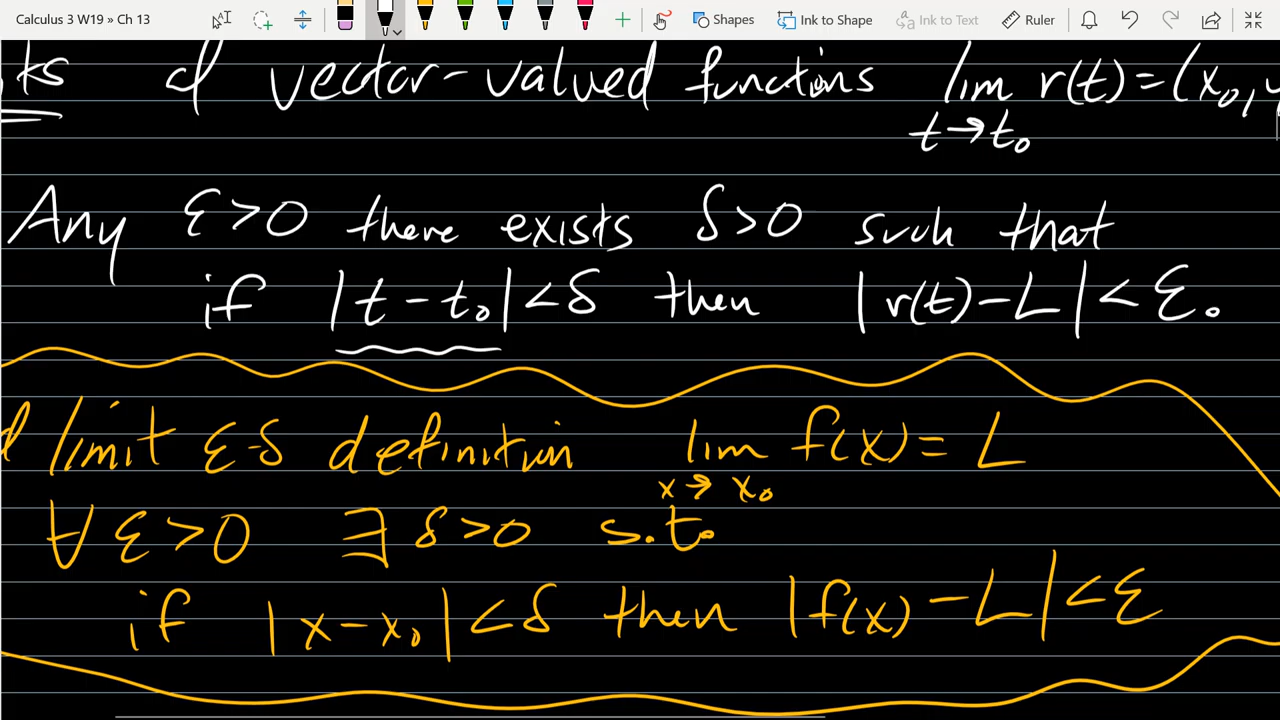 Calculus 3 W19 » Ch 13
Shapes
Ink to Shape
Ink to Text
Ruler
of vector-valued functions lim r(t)=(x₀,
t→t₀
Any ε>0 there exists δ>0 such that
if |t-t₀|<δ then |r(t)-L|<ε.
limit ε-δ definition lim f(x)=L
x→x₀
∀ε>0 ∃δ>0 s.t.
if |x-x₀|<δ then |f(x)-L|<ε